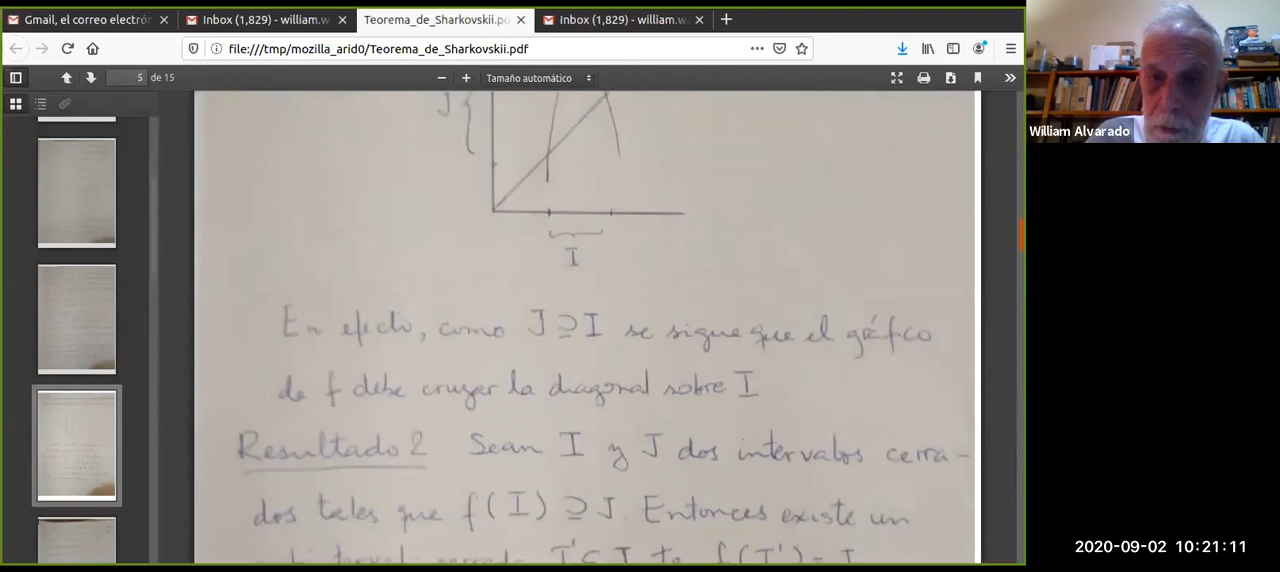 Gmail, el correo electrón
Inbox (1,829) - william.w
Teorema_de_Sharkovskii.pd
Inbox (1,829) - william.w
file:///tmp/mozilla_arid0/Teorema_de_Sharkovskii.pdf
5 de 15
Tamaño automático
William Alvarado
J
I
En efecto, como J ⊇ I se sigue que el gráfico
de f debe cruzar la diagonal sobre I
Resultado 2 Sean I y J dos intervalos cerra-
dos tales que f(I) ⊇ J. Entonces existe un
2020-09-02 10:21:11